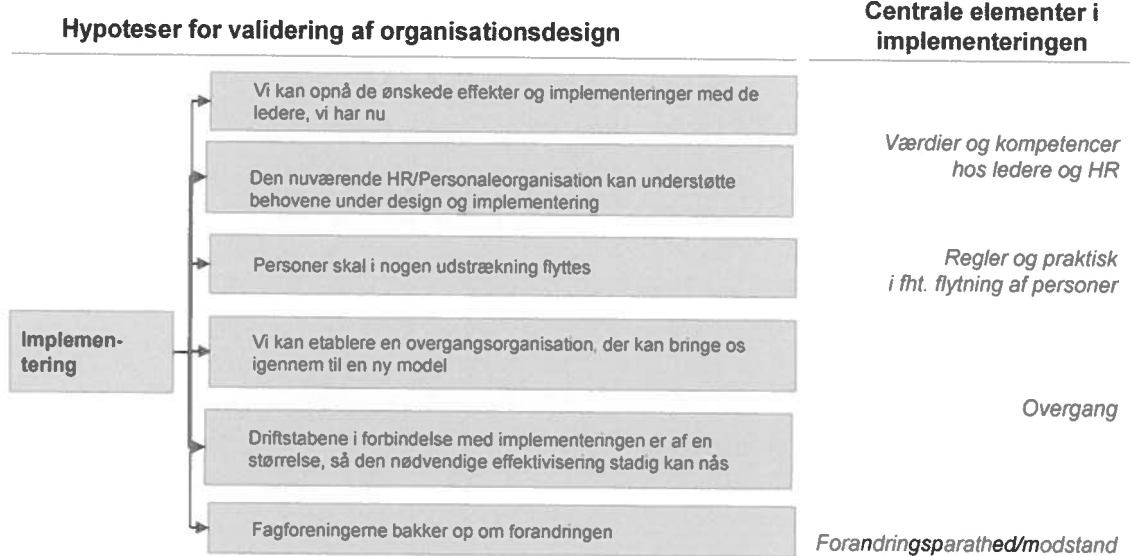 Hypoteser for validering af organisationsdesign
Centrale elementer i
implementeringen
Vi kan opnå de ønskede effekter og implementeringer med de
ledere, vi har nu
Værdier og kompetencer
hos ledere og HR
Den nuværende HR/Personaleorganisation kan understøtte
behovene under design og implementering
Personer skal i nogen udstrækning flyttes
Regler og praktisk
i fht. flytning af personer
Implemen-
tering
Vi kan etablere en overgangsorganisation, der kan bringe os
igennem til en ny model
Overgang
Driftstabene i forbindelse med implementeringen er af en
størrelse, så den nødvendige effektivisering stadig kan nås
Fagforeningerne bakker op om forandringen
Forandringsparathed/modstand